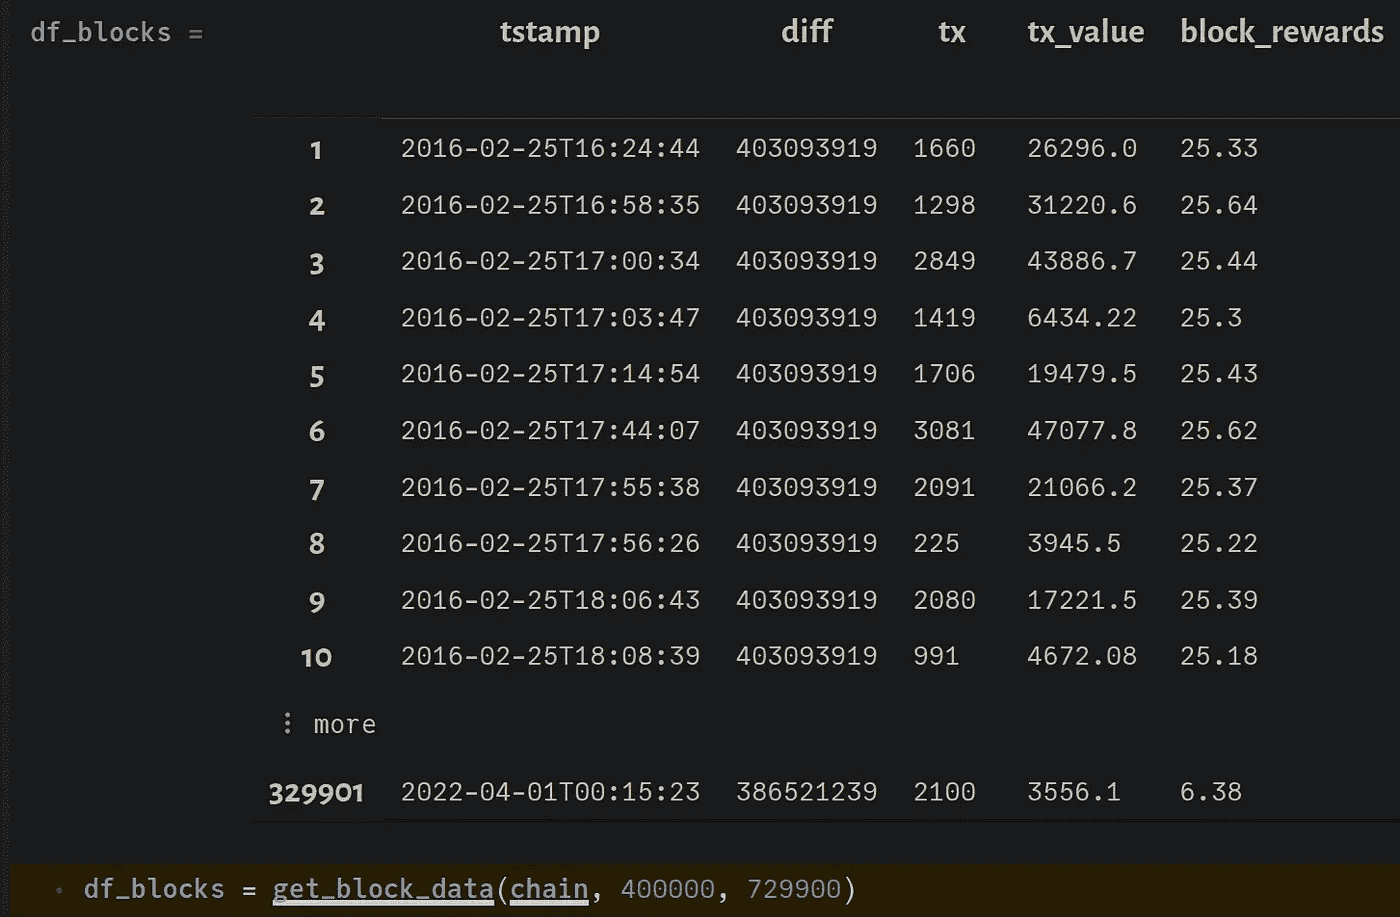 df_blocks = tstamp diff tx tx_value block_rewards
1 2016-02-25T16:24:44 403093919 1660 26296.0 25.33
2 2016-02-25T16:58:35 403093919 1298 31220.6 25.64
3 2016-02-25T17:00:34 403093919 2849 43886.7 25.44
4 2016-02-25T17:03:47 403093919 1419 6434.22 25.3
5 2016-02-25T17:14:54 403093919 1706 19479.5 25.43
6 2016-02-25T17:44:07 403093919 3081 47077.8 25.62
7 2016-02-25T17:55:38 403093919 2091 21066.2 25.37
8 2016-02-25T17:56:26 403093919 225 3945.5 25.22
9 2016-02-25T18:06:43 403093919 2080 17221.5 25.39
10 2016-02-25T18:08:39 403093919 991 4672.08 25.18
⋮ more
329901 2022-04-01T00:15:23 386521239 2100 3556.1 6.38
df_blocks = get_block_data(chain, 400000, 729900)